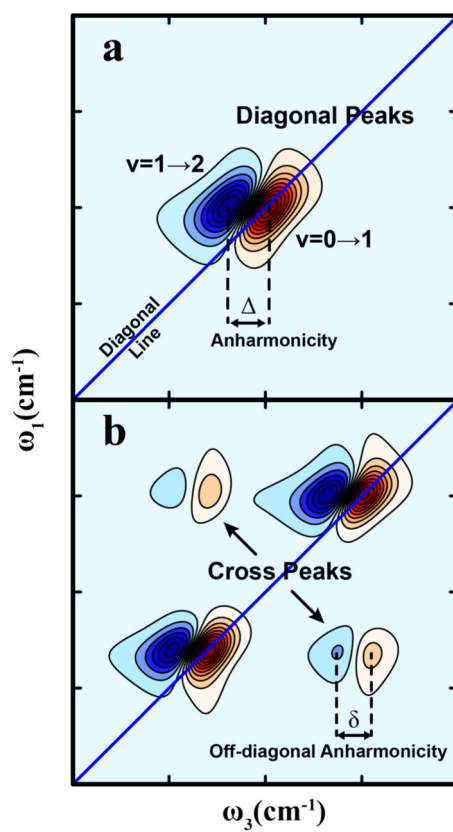 a
Diagonal Peaks
v=1→2
v=0→1
Δ
Anharmonicity
Diagonal
Line
ω1(cm-1)
b
Cross Peaks
δ
Off-diagonal Anharmonicity
ω3(cm-1)